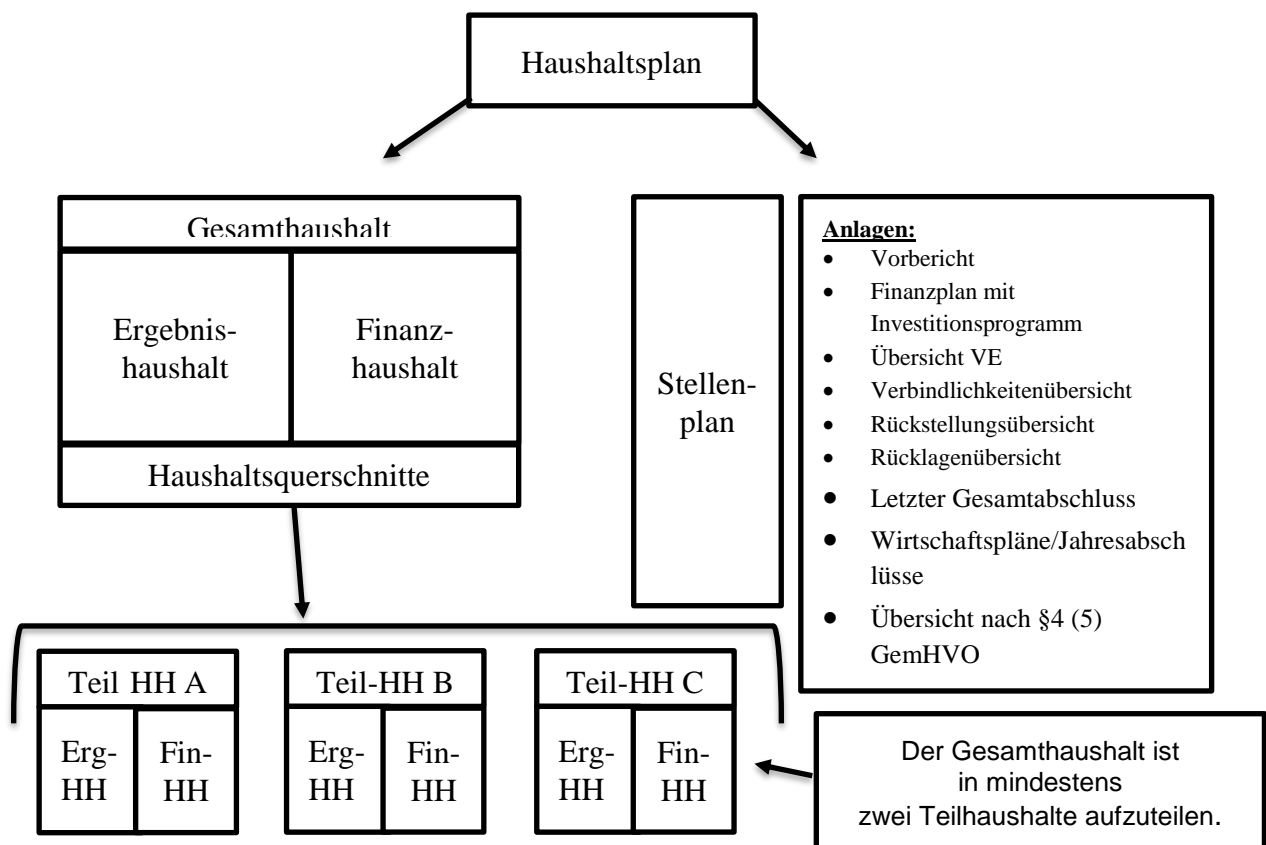 Haushaltsplan
Gesamthaushalt
Ergebnis-
haushalt
Finanz-
haushalt
Haushaltsquerschnitte
Stellen-
plan
Anlagen:
• Vorbericht
• Finanzplan mit
Investitionsprogramm
• Übersicht VE
• Verbindlichkeitenübersicht
• Rückstellungsübersicht
• Rücklagenübersicht
• Letzter Gesamtabschluss
• Wirtschaftspläne/Jahresabsch
lüsse
• Übersicht nach §4 (5)
GemHVO
Teil HH A
Erg-
HH
Fin-
HH
Teil-HH B
Erg-
HH
Fin-
HH
Teil-HH C
Erg-
HH
Fin-
HH
Der Gesamthaushalt ist
in mindestens
zwei Teilhaushalte aufzuteilen.